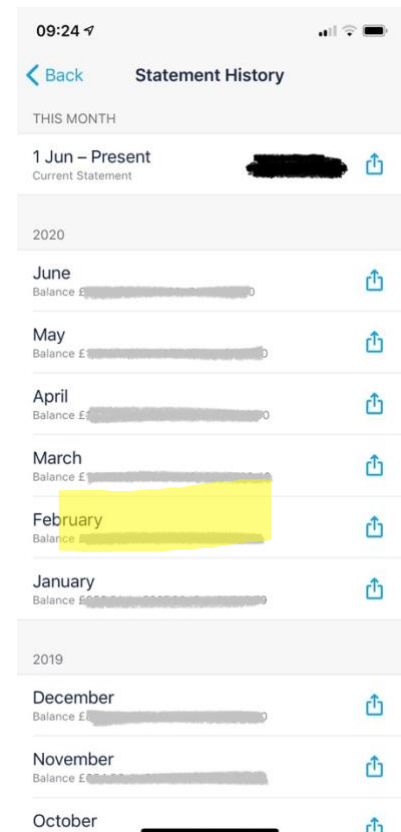 09:24
Back
Statement History
THIS MONTH
1 Jun – Present
Current Statement
2020
June
Balance £
May
Balance £
April
Balance £
March
Balance £
February
Balance
January
Balance £
2019
December
Balance £
November
Balance £
October